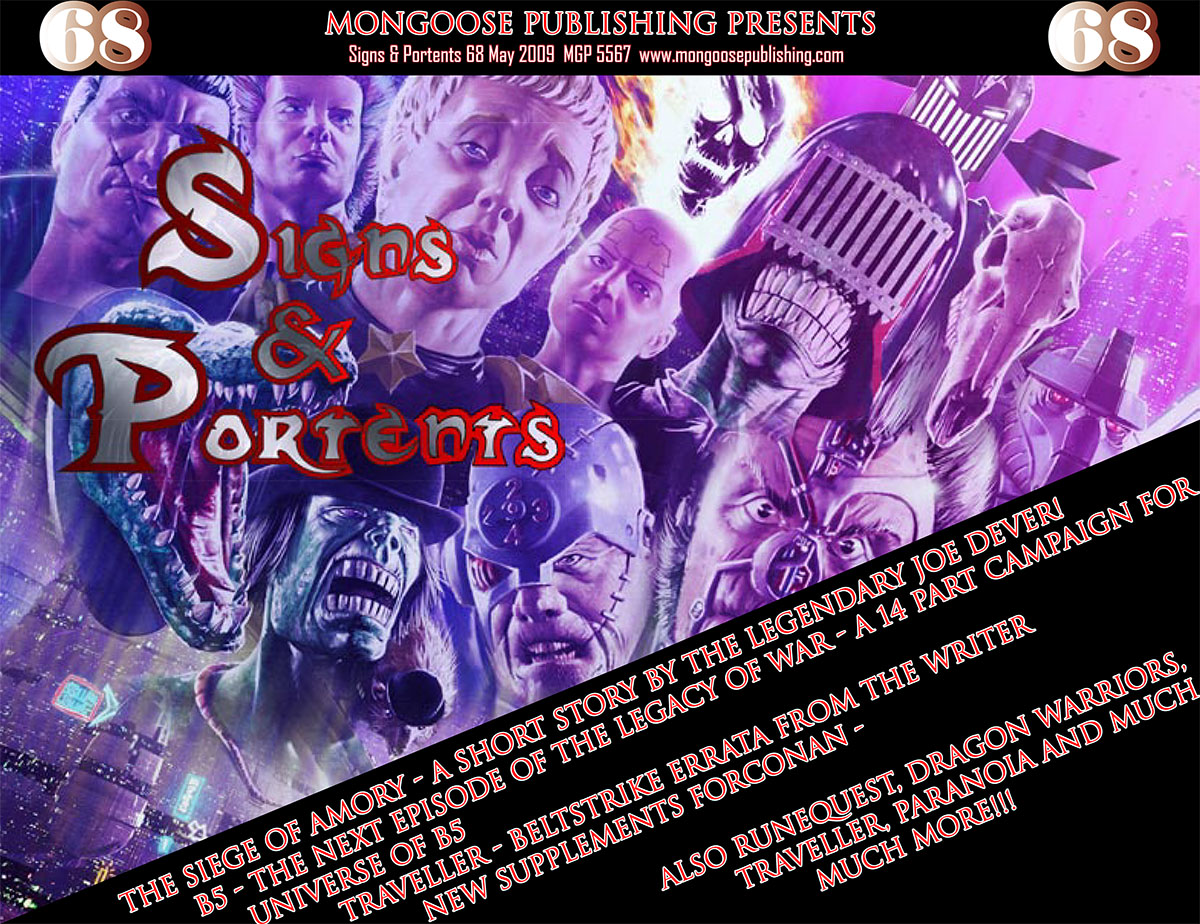 68
MONGOOSE PUBLISHING PRESENTS
68
Signs & Portents 68 May 2009 MGP 5567 www.mongoosepublishing.com
Signs
&
Portents
2
263
4
THE SIEGE OF AMORY - A SHORT STORY BY THE LEGENDARY JOE DEVER!
B5 - THE NEXT EPISODE OF THE LEGACY OF WAR - A 14 PART CAMPAIGN FOR
UNIVERSE OF B5
TRAVELLER - BELTSTRIKE ERRATA FROM THE WRITER
NEW SUPPLEMENTS FORCONAN -
ALSO RUNEQUEST, DRAGON WARRIORS,
TRAVELLER, PARANOIA AND MUCH
MUCH MORE!!!